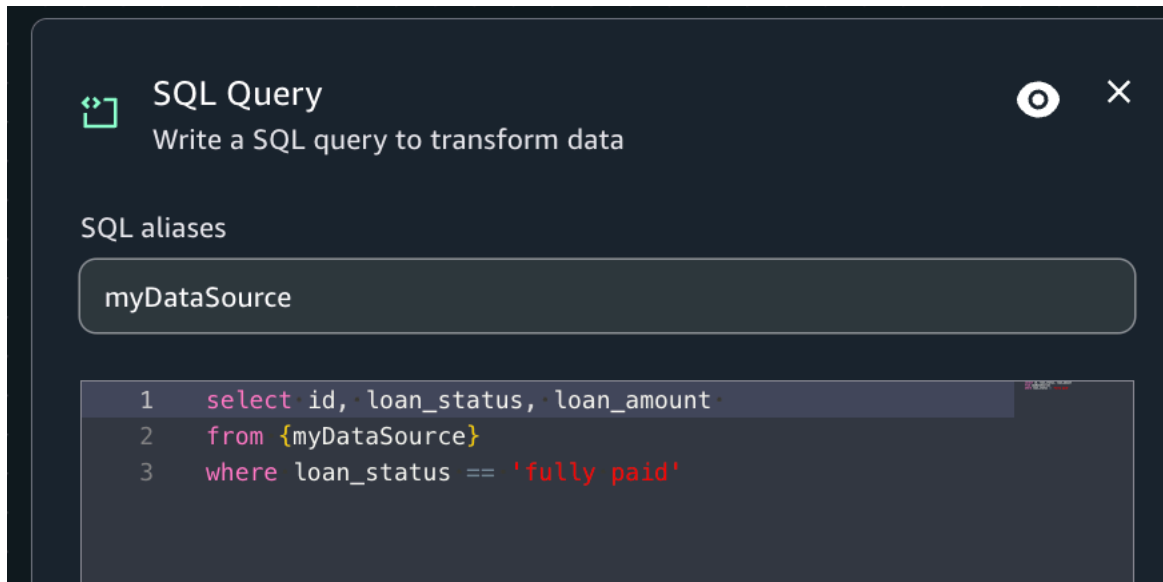 SQL Query
Write a SQL query to transform data
SQL aliases
myDataSource
1 select id, loan_status, loan_amount
2 from {myDataSource}
3 where loan_status == 'fully paid'